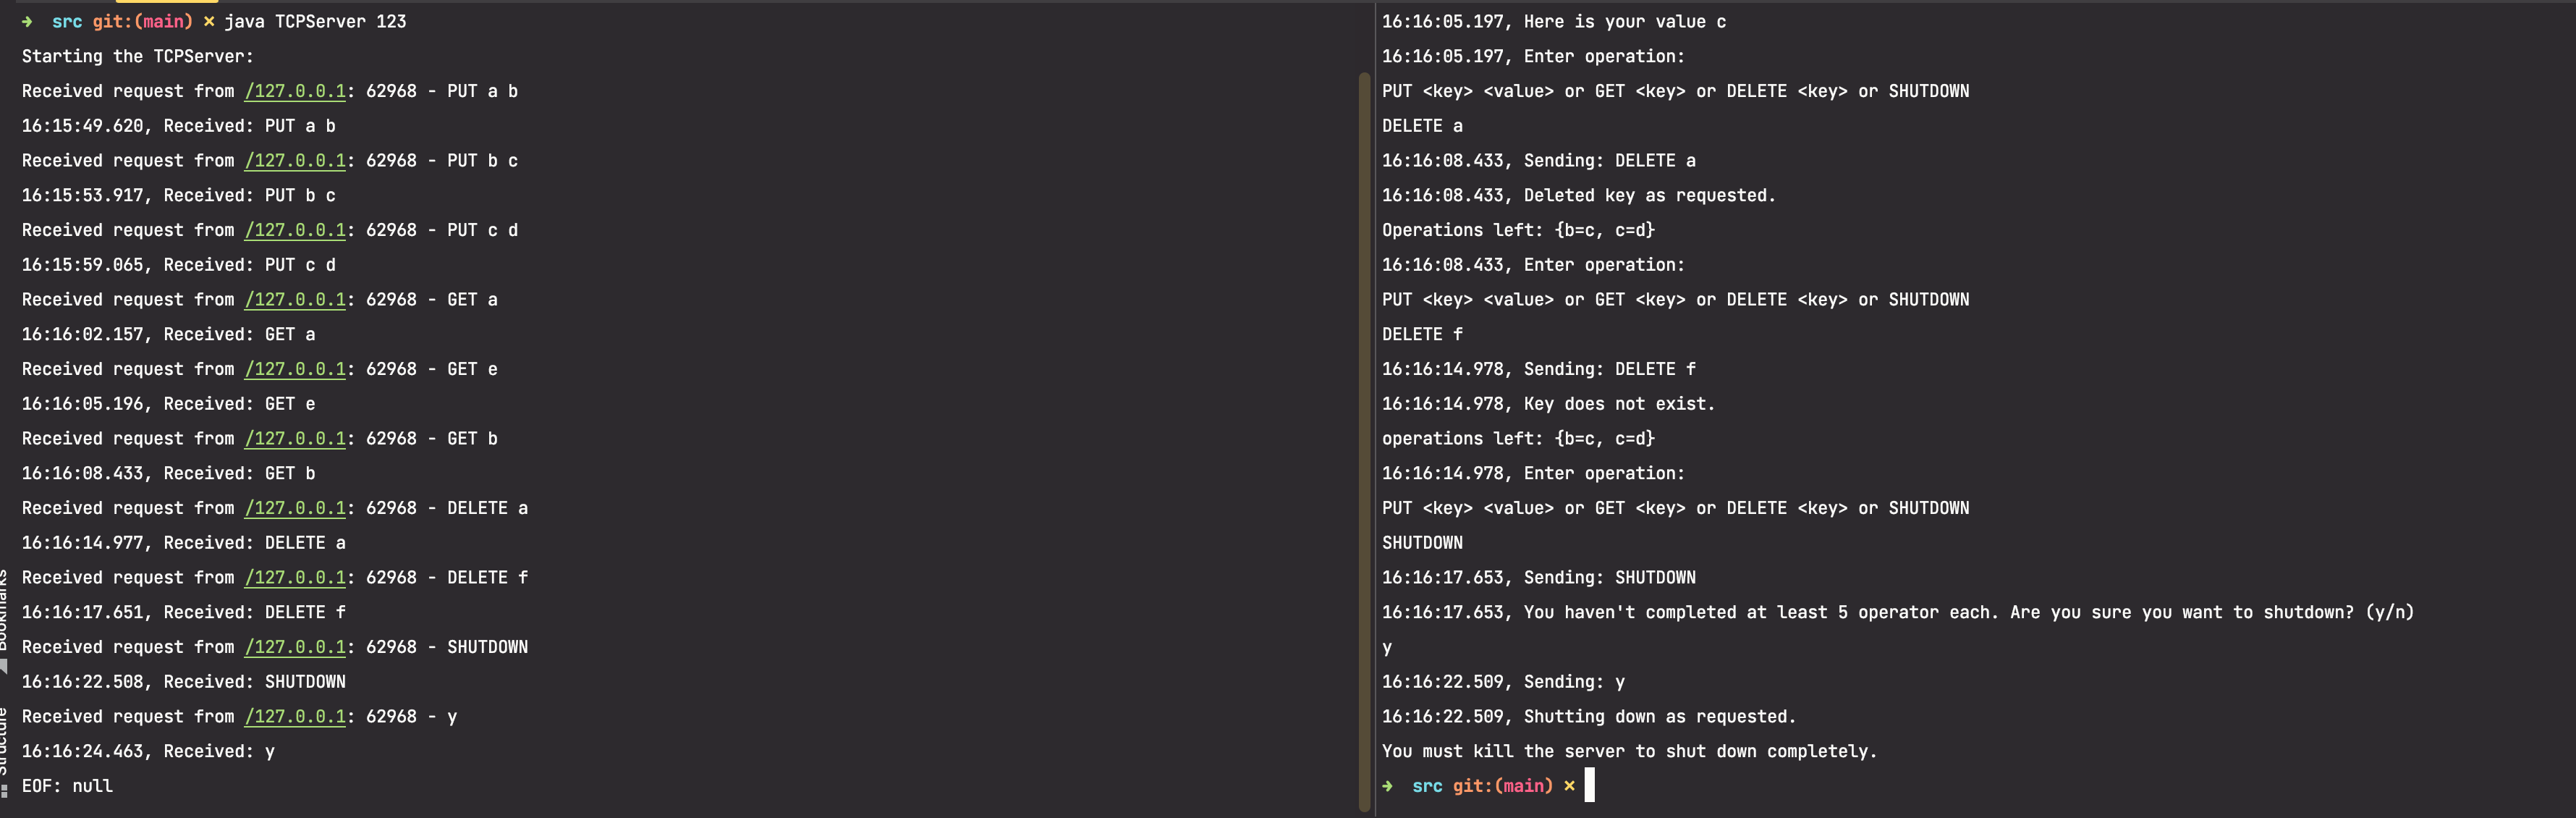 ➜ src git:(main) ✗ java TCPServer 123
Starting the TCPServer:
Received request from /127.0.0.1: 62968 - PUT a b
16:15:49.620, Received: PUT a b
Received request from /127.0.0.1: 62968 - PUT b c
16:15:53.917, Received: PUT b c
Received request from /127.0.0.1: 62968 - PUT c d
16:15:59.065, Received: PUT c d
Received request from /127.0.0.1: 62968 - GET a
16:16:02.157, Received: GET a
Received request from /127.0.0.1: 62968 - GET e
16:16:05.196, Received: GET e
Received request from /127.0.0.1: 62968 - GET b
16:16:08.433, Received: GET b
Received request from /127.0.0.1: 62968 - DELETE a
16:16:14.977, Received: DELETE a
Received request from /127.0.0.1: 62968 - DELETE f
16:16:17.651, Received: DELETE f
Received request from /127.0.0.1: 62968 - SHUTDOWN
16:16:22.508, Received: SHUTDOWN
Received request from /127.0.0.1: 62968 - y
16:16:24.463, Received: y
EOF: null
16:16:05.197, Here is your value c
16:16:05.197, Enter operation:
PUT <key> <value> or GET <key> or DELETE <key> or SHUTDOWN
DELETE a
16:16:08.433, Sending: DELETE a
16:16:08.433, Deleted key as requested.
Operations left: {b=c, c=d}
16:16:08.433, Enter operation:
PUT <key> <value> or GET <key> or DELETE <key> or SHUTDOWN
DELETE f
16:16:14.978, Sending: DELETE f
16:16:14.978, Key does not exist.
operations left: {b=c, c=d}
16:16:14.978, Enter operation:
PUT <key> <value> or GET <key> or DELETE <key> or SHUTDOWN
SHUTDOWN
16:16:17.653, Sending: SHUTDOWN
16:16:17.653, You haven't completed at least 5 operator each. Are you sure you want to shutdown? (y/n)
y
16:16:22.509, Sending: y
16:16:22.509, Shutting down as requested.
You must kill the server to shut down completely.
➜ src git:(main) ✗
Bookmarks
Structure